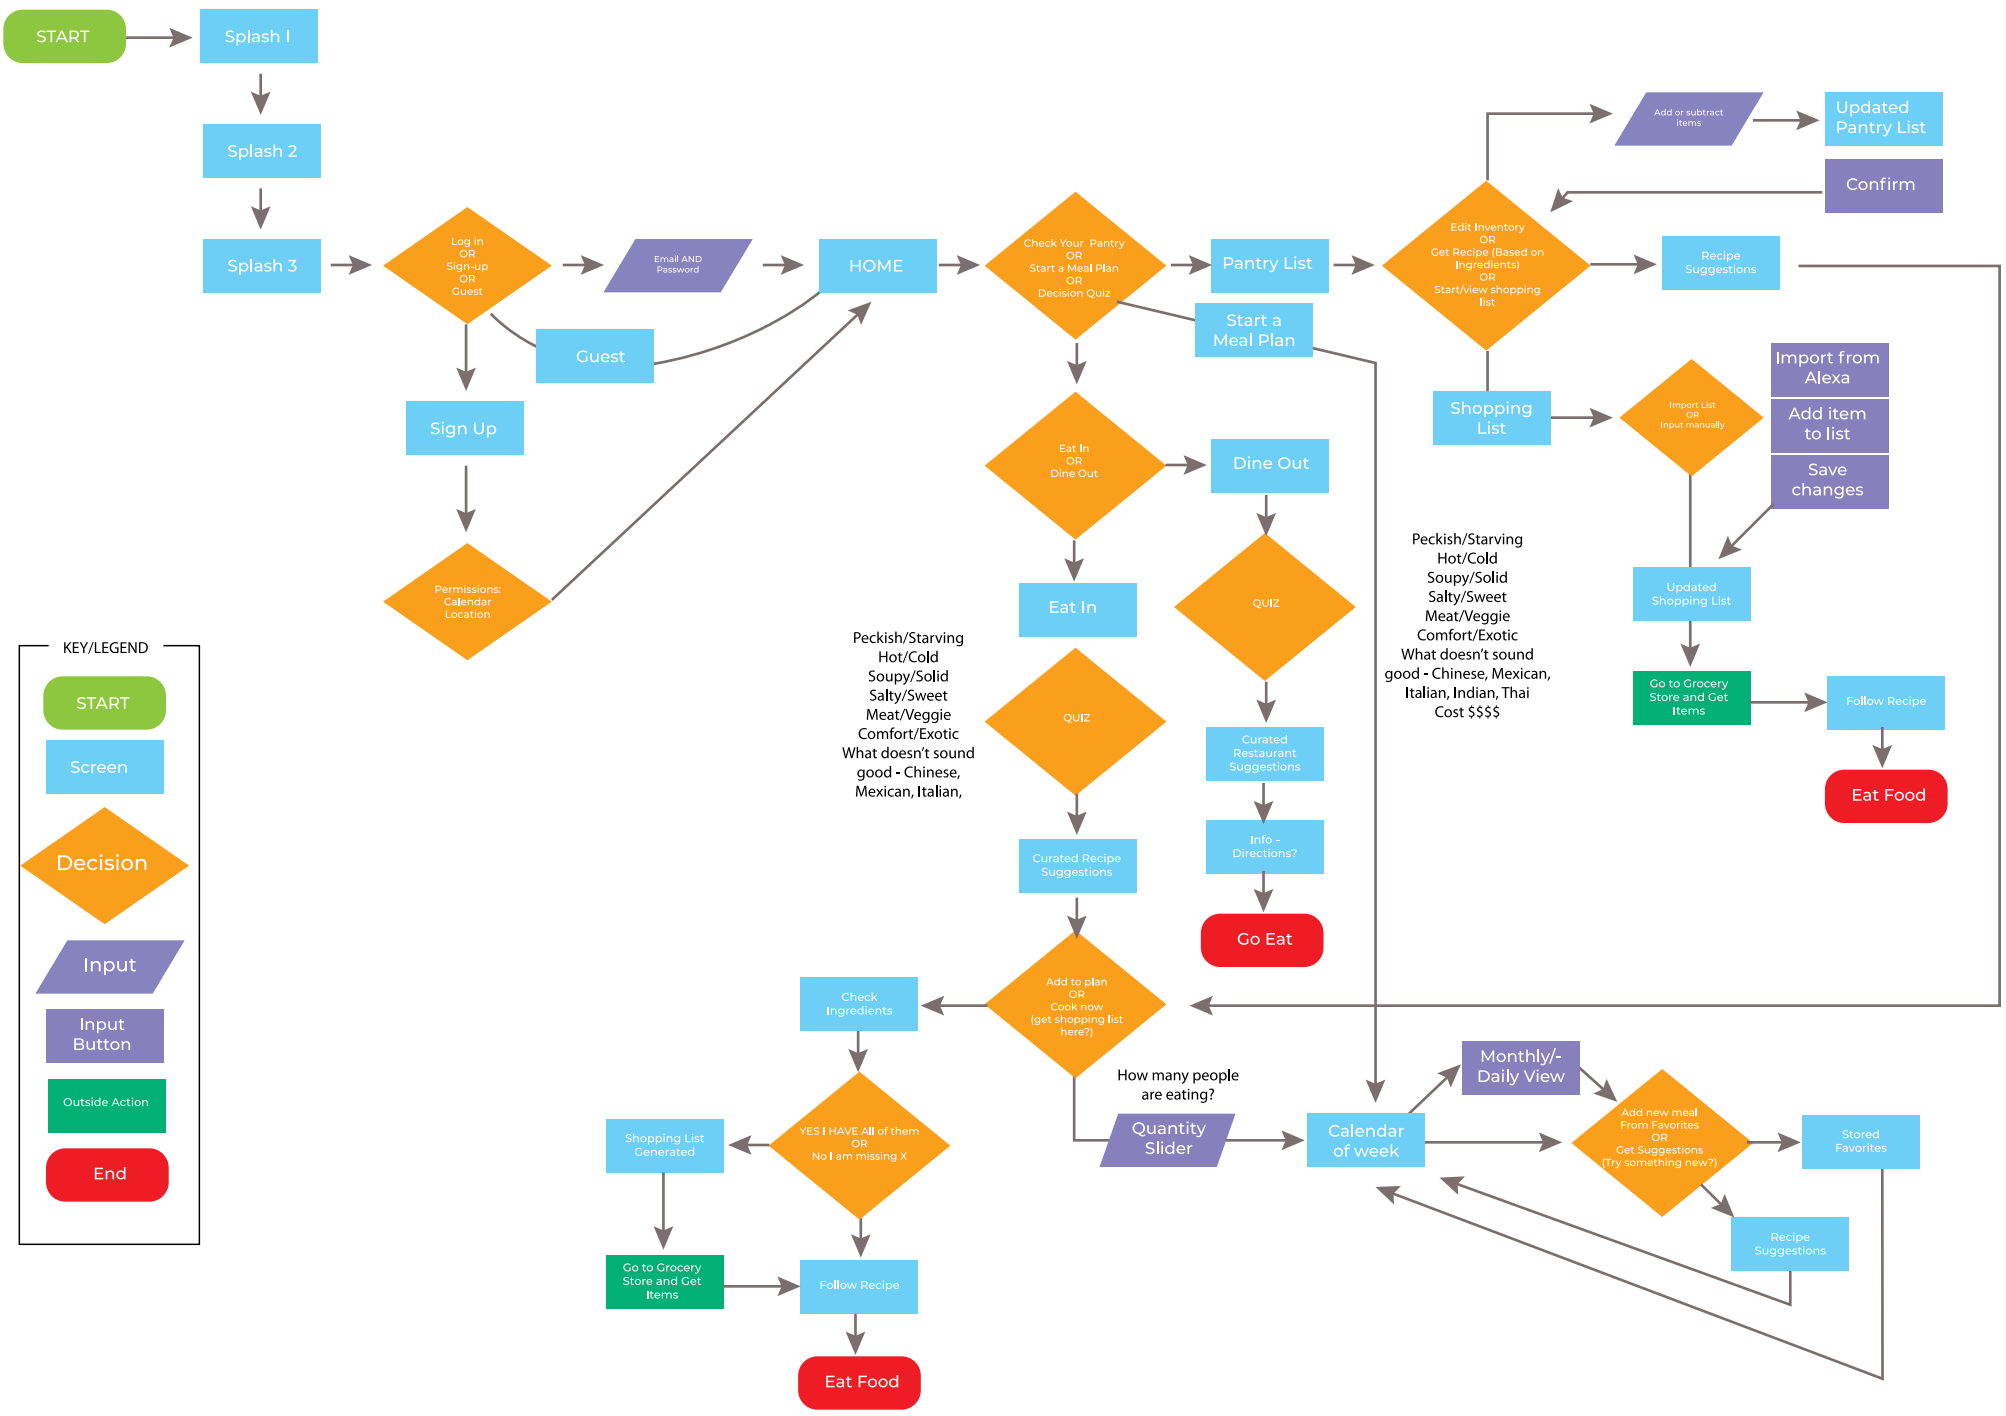 START
Splash 1
Splash 2
Splash 3
Log in
OR
Sign-up
OR
Guest
Email AND
Password
HOME
Guest
Sign Up
Permissions:
Calendar
Location
Check Your Pantry
OR
Start a Meal Plan
OR
Decision Quiz
Pantry List
Start a
Meal Plan
Edit Inventory
OR
Get Recipe (Based on
Ingredients)
OR
Start/view shopping
list
Add or subtract
items
Updated
Pantry List
Confirm
Recipe
Suggestions
Shopping
List
Import List
OR
Input manually
Import from
Alexa
Add item
to list
Save
changes
Updated
Shopping List
Go to Grocery
Store and Get
Items
Follow Recipe
Eat Food
Eat In
OR
Dine Out
Dine Out
QUIZ
Peckish/Starving
Hot/Cold
Soupy/Solid
Salty/Sweet
Meat/Veggie
Comfort/Exotic
What doesn't sound
good - Chinese, Mexican,
Italian, Indian, Thai
Cost $$$$
Curated
Restaurant
Suggestions
Info -
Directions?
Go Eat
Eat In
Peckish/Starving
Hot/Cold
Soupy/Solid
Salty/Sweet
Meat/Veggie
Comfort/Exotic
What doesn't sound
good - Chinese,
Mexican, Italian,
QUIZ
Curated Recipe
Suggestions
Add to plan
OR
Cook now
(get shopping list
here?)
Check
Ingredients
YES I HAVE All of them
OR
No I am missing X
Shopping List
Generated
Go to Grocery
Store and Get
Items
Follow Recipe
Eat Food
How many people
are eating?
Quantity
Slider
Calendar
of week
Monthly/-
Daily View
Add new meal
From Favorites
OR
Get Suggestions
(Try something new?)
Stored
Favorites
Recipe
Suggestions
KEY/LEGEND
START
Screen
Decision
Input
Input
Button
Outside Action
End